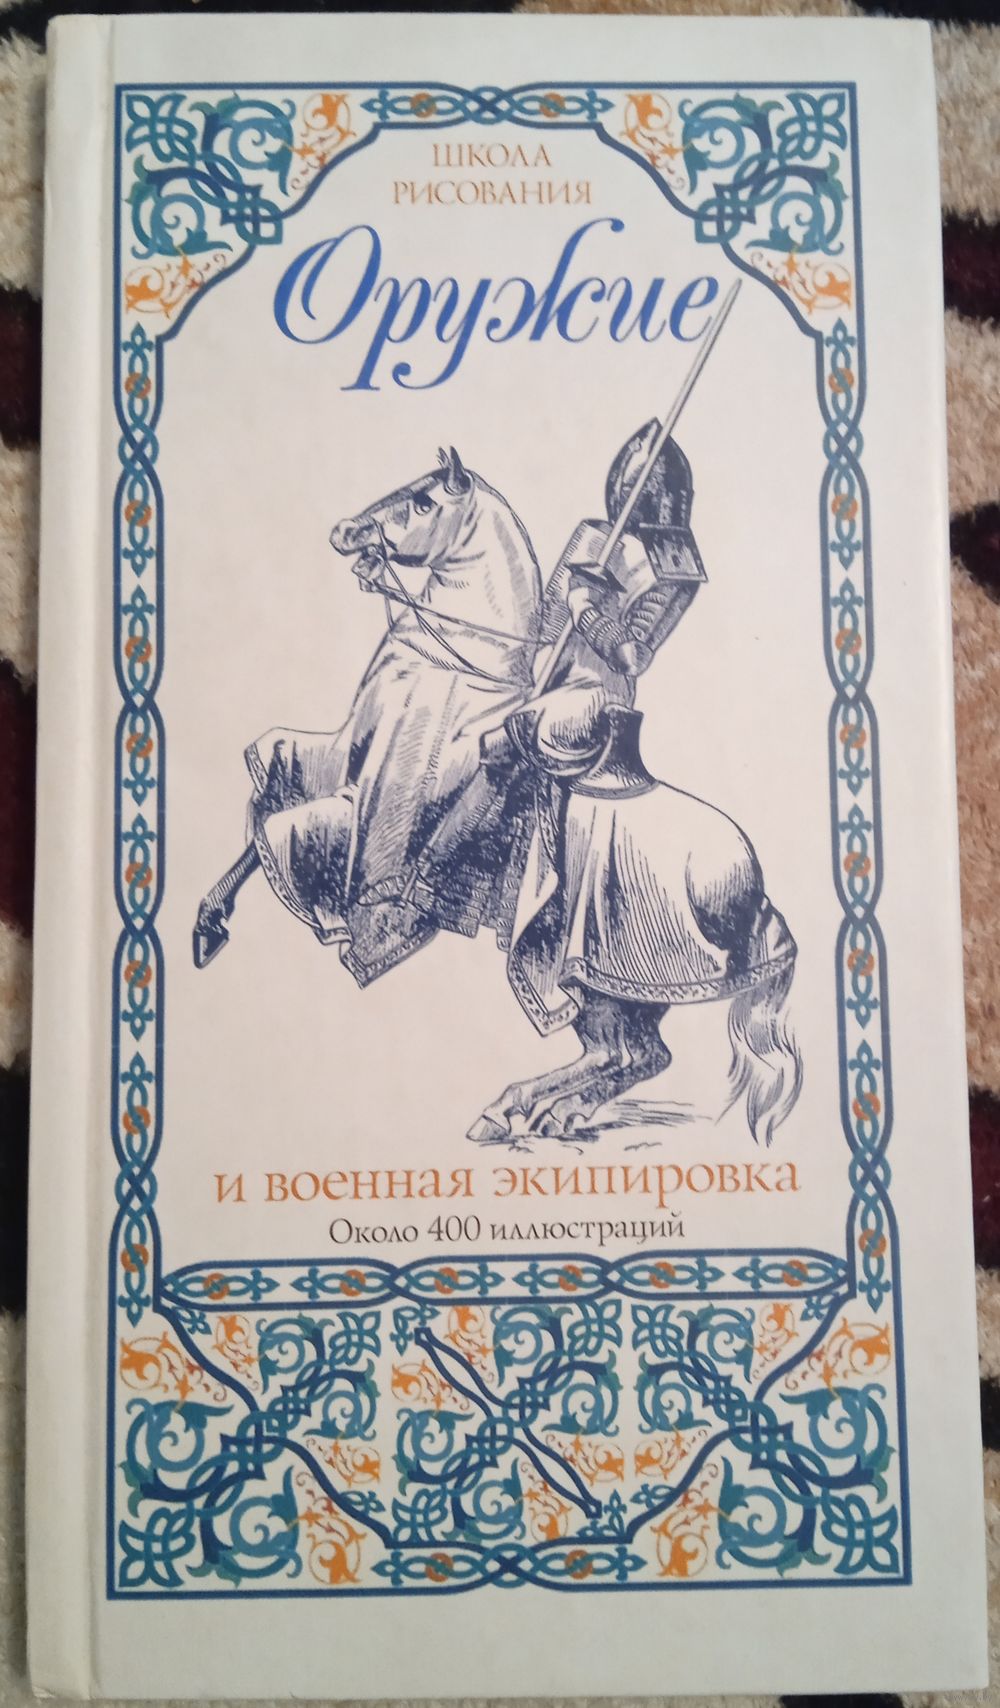 ШКОЛА
РИСОВАНИЯ
Оружие
и военная экипировка
Около 400 иллюстраций